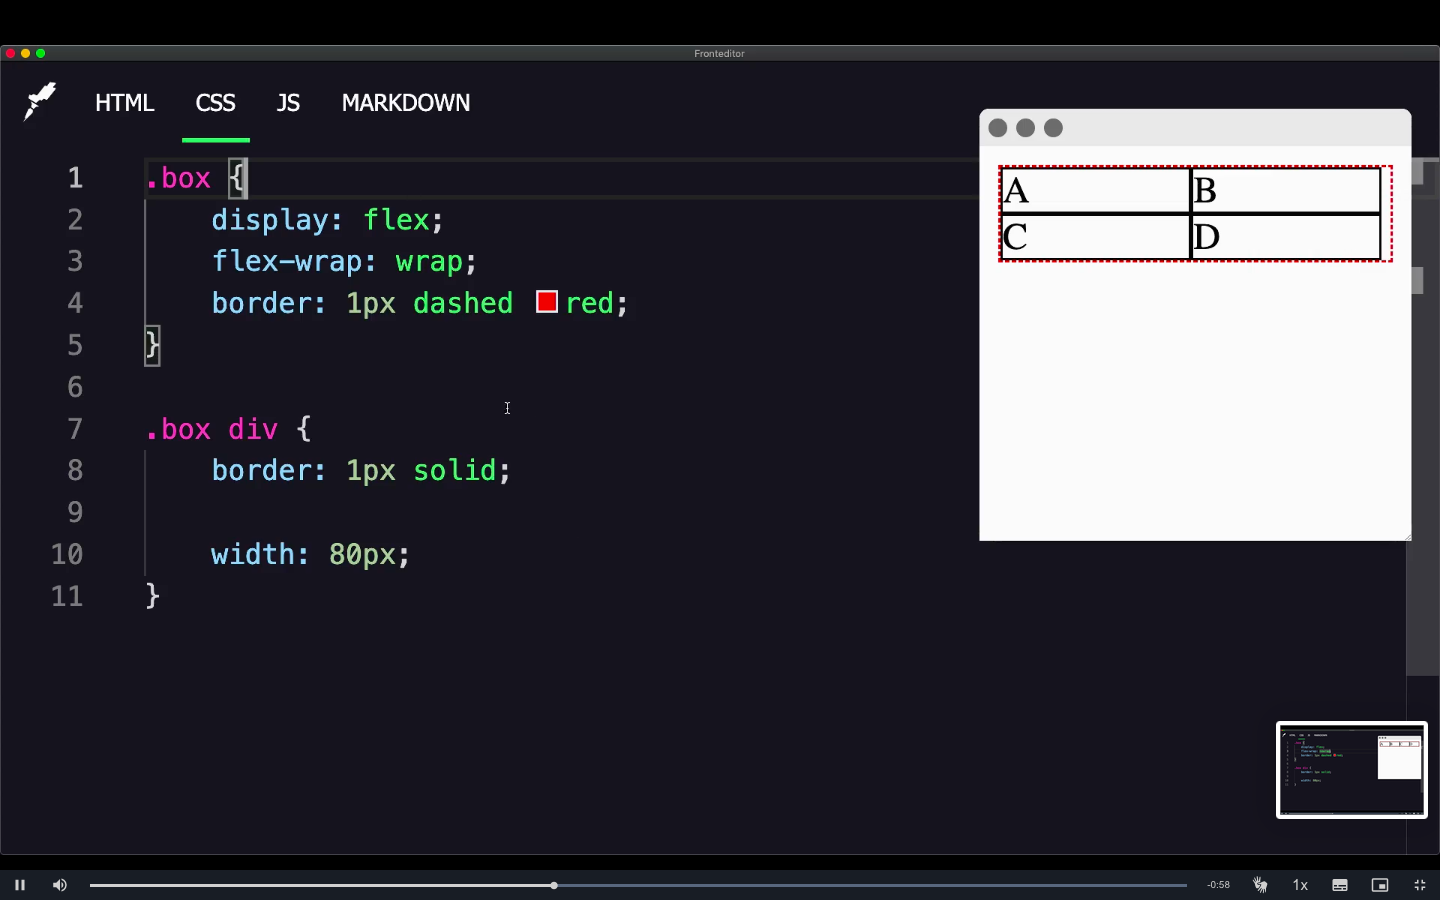 Fronteditor
HTML CSS JS MARKDOWN
1 .box {
2 display: flex;
3 flex-wrap: wrap;
4 border: 1px dashed red;
5 }
6
7 .box div {
8 border: 1px solid;
9
10 width: 80px;
11 }
A B
C D
-0:58 1x